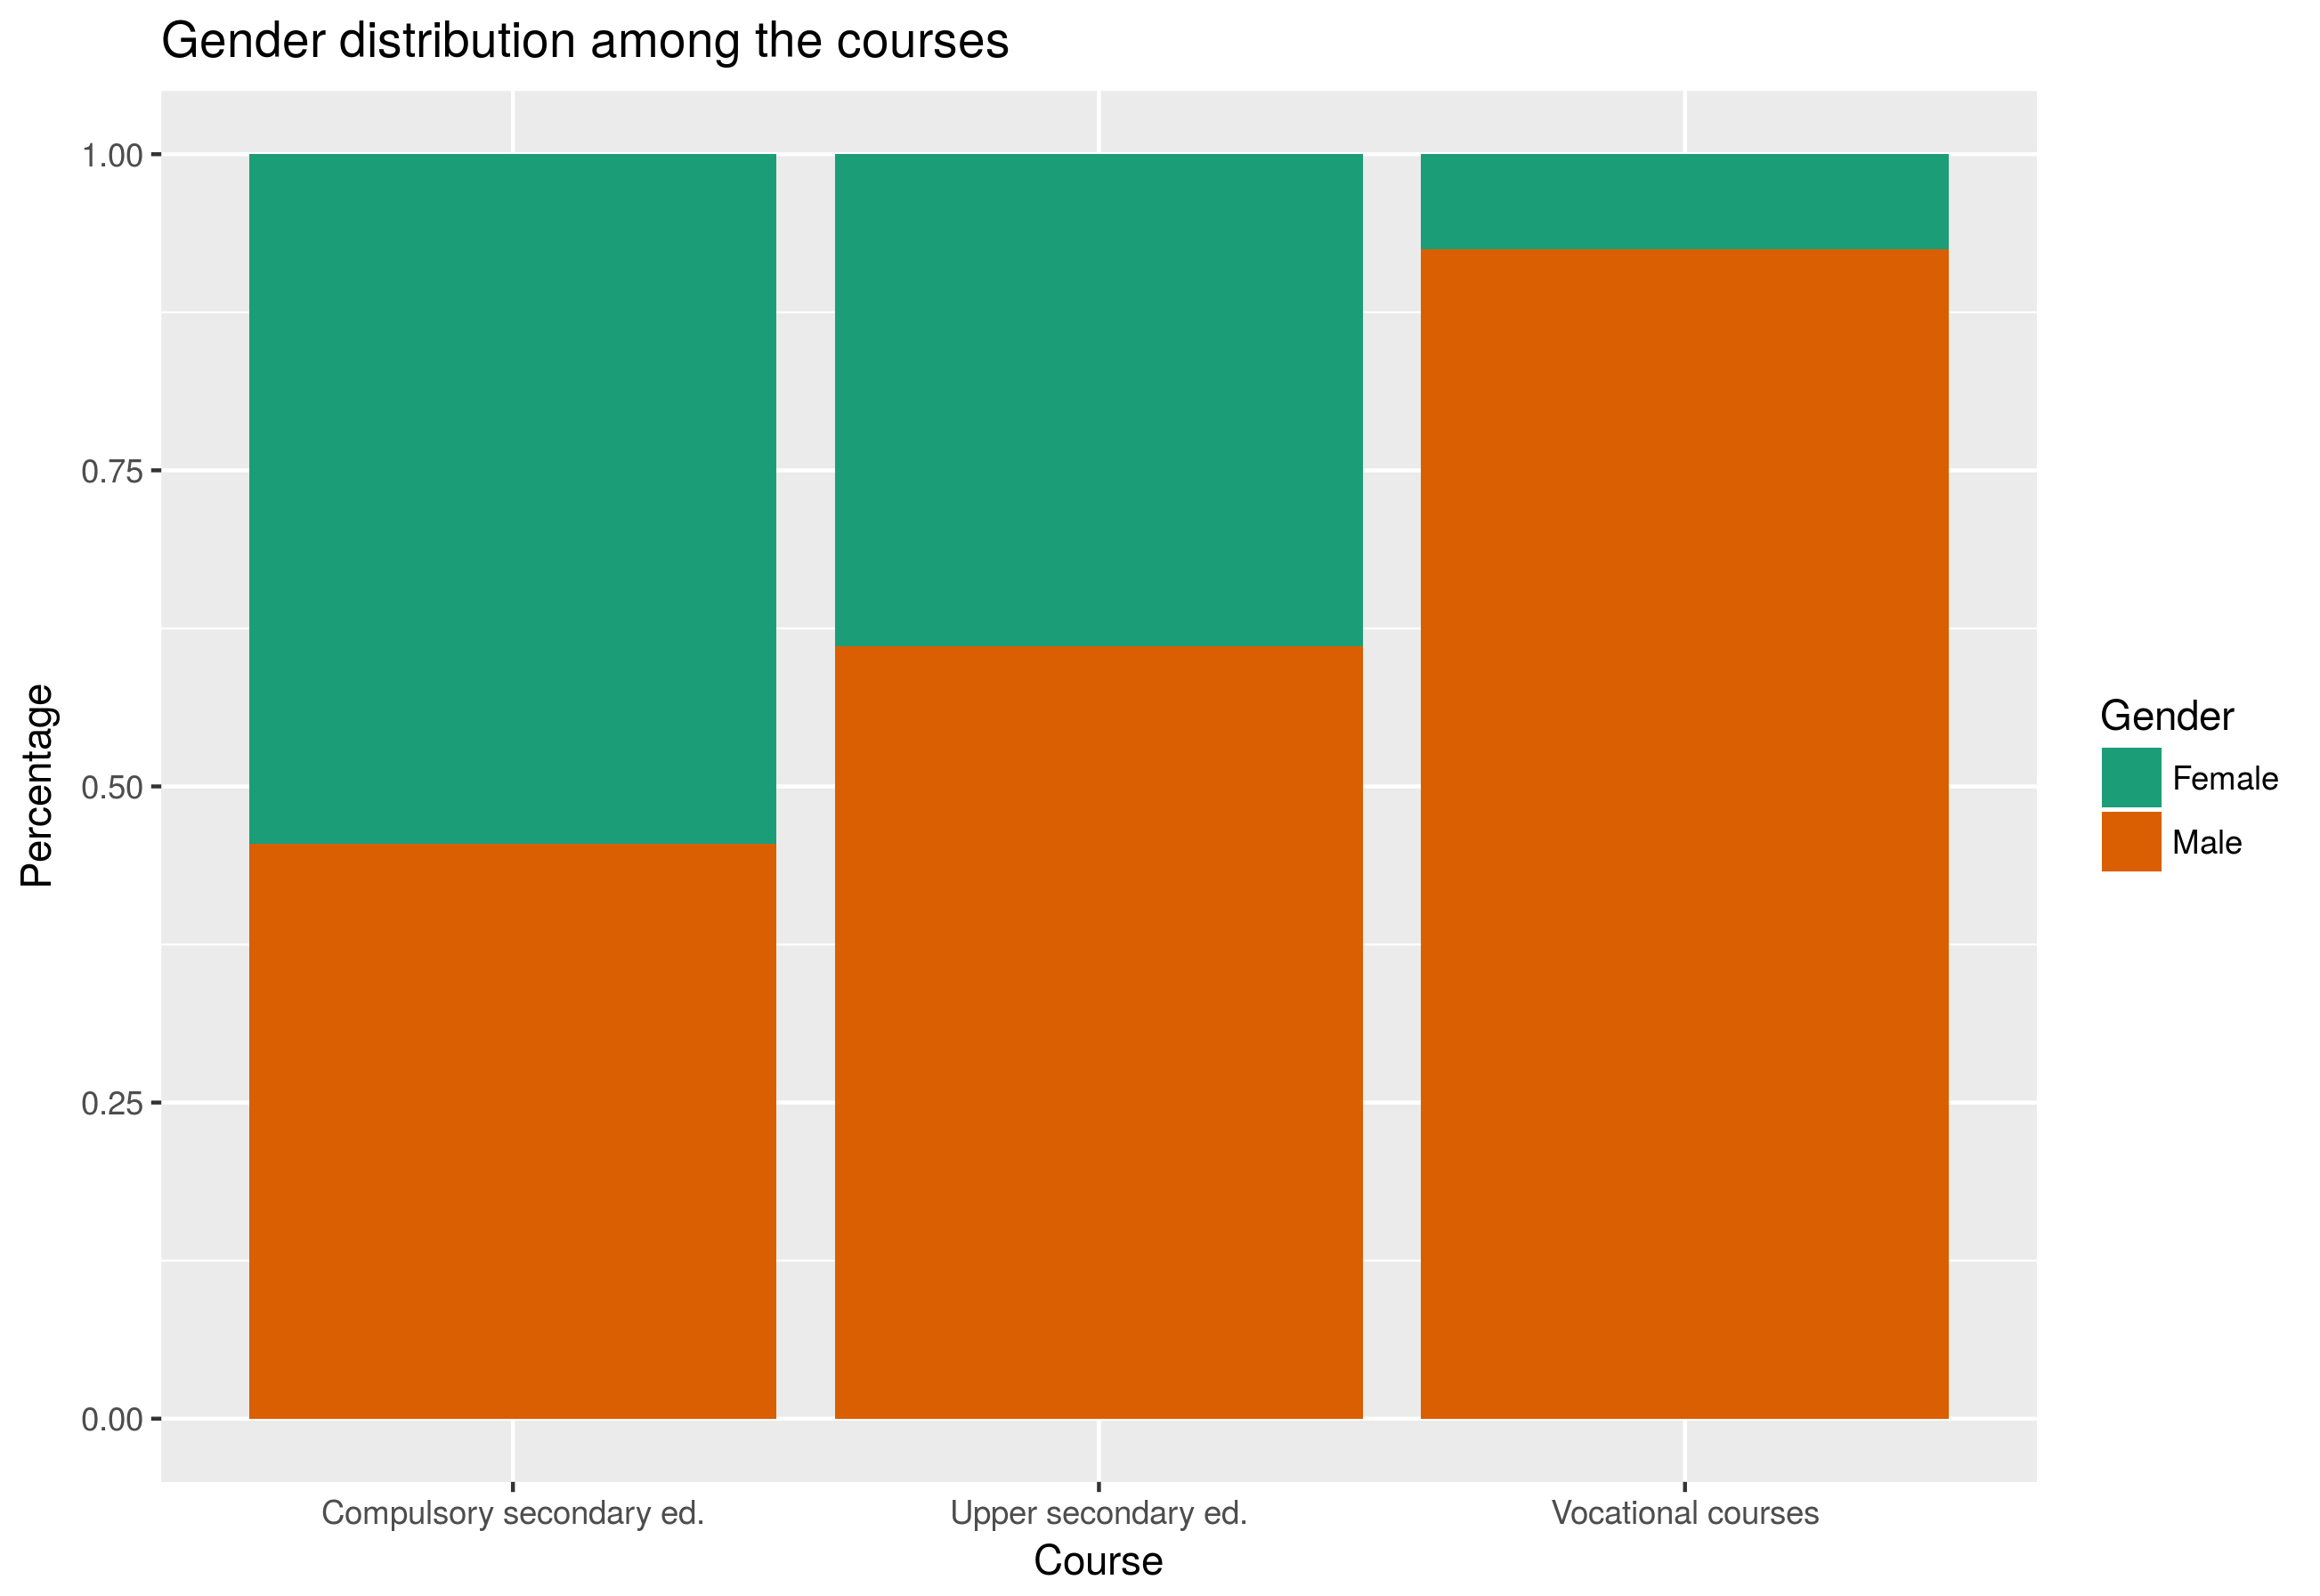 Gender distribution among the courses
Percentage
1.00
0.75
0.50
0.25
0.00
Compulsory secondary ed.
Upper secondary ed.
Vocational courses
Course
Gender
Female
Male